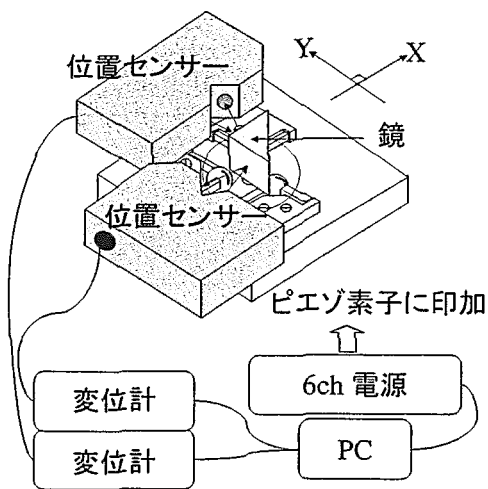 位置センサー
Y
X
鏡
位置センサー
ピエゾ素子に印加
6ch 電源
変位計
PC
変位計